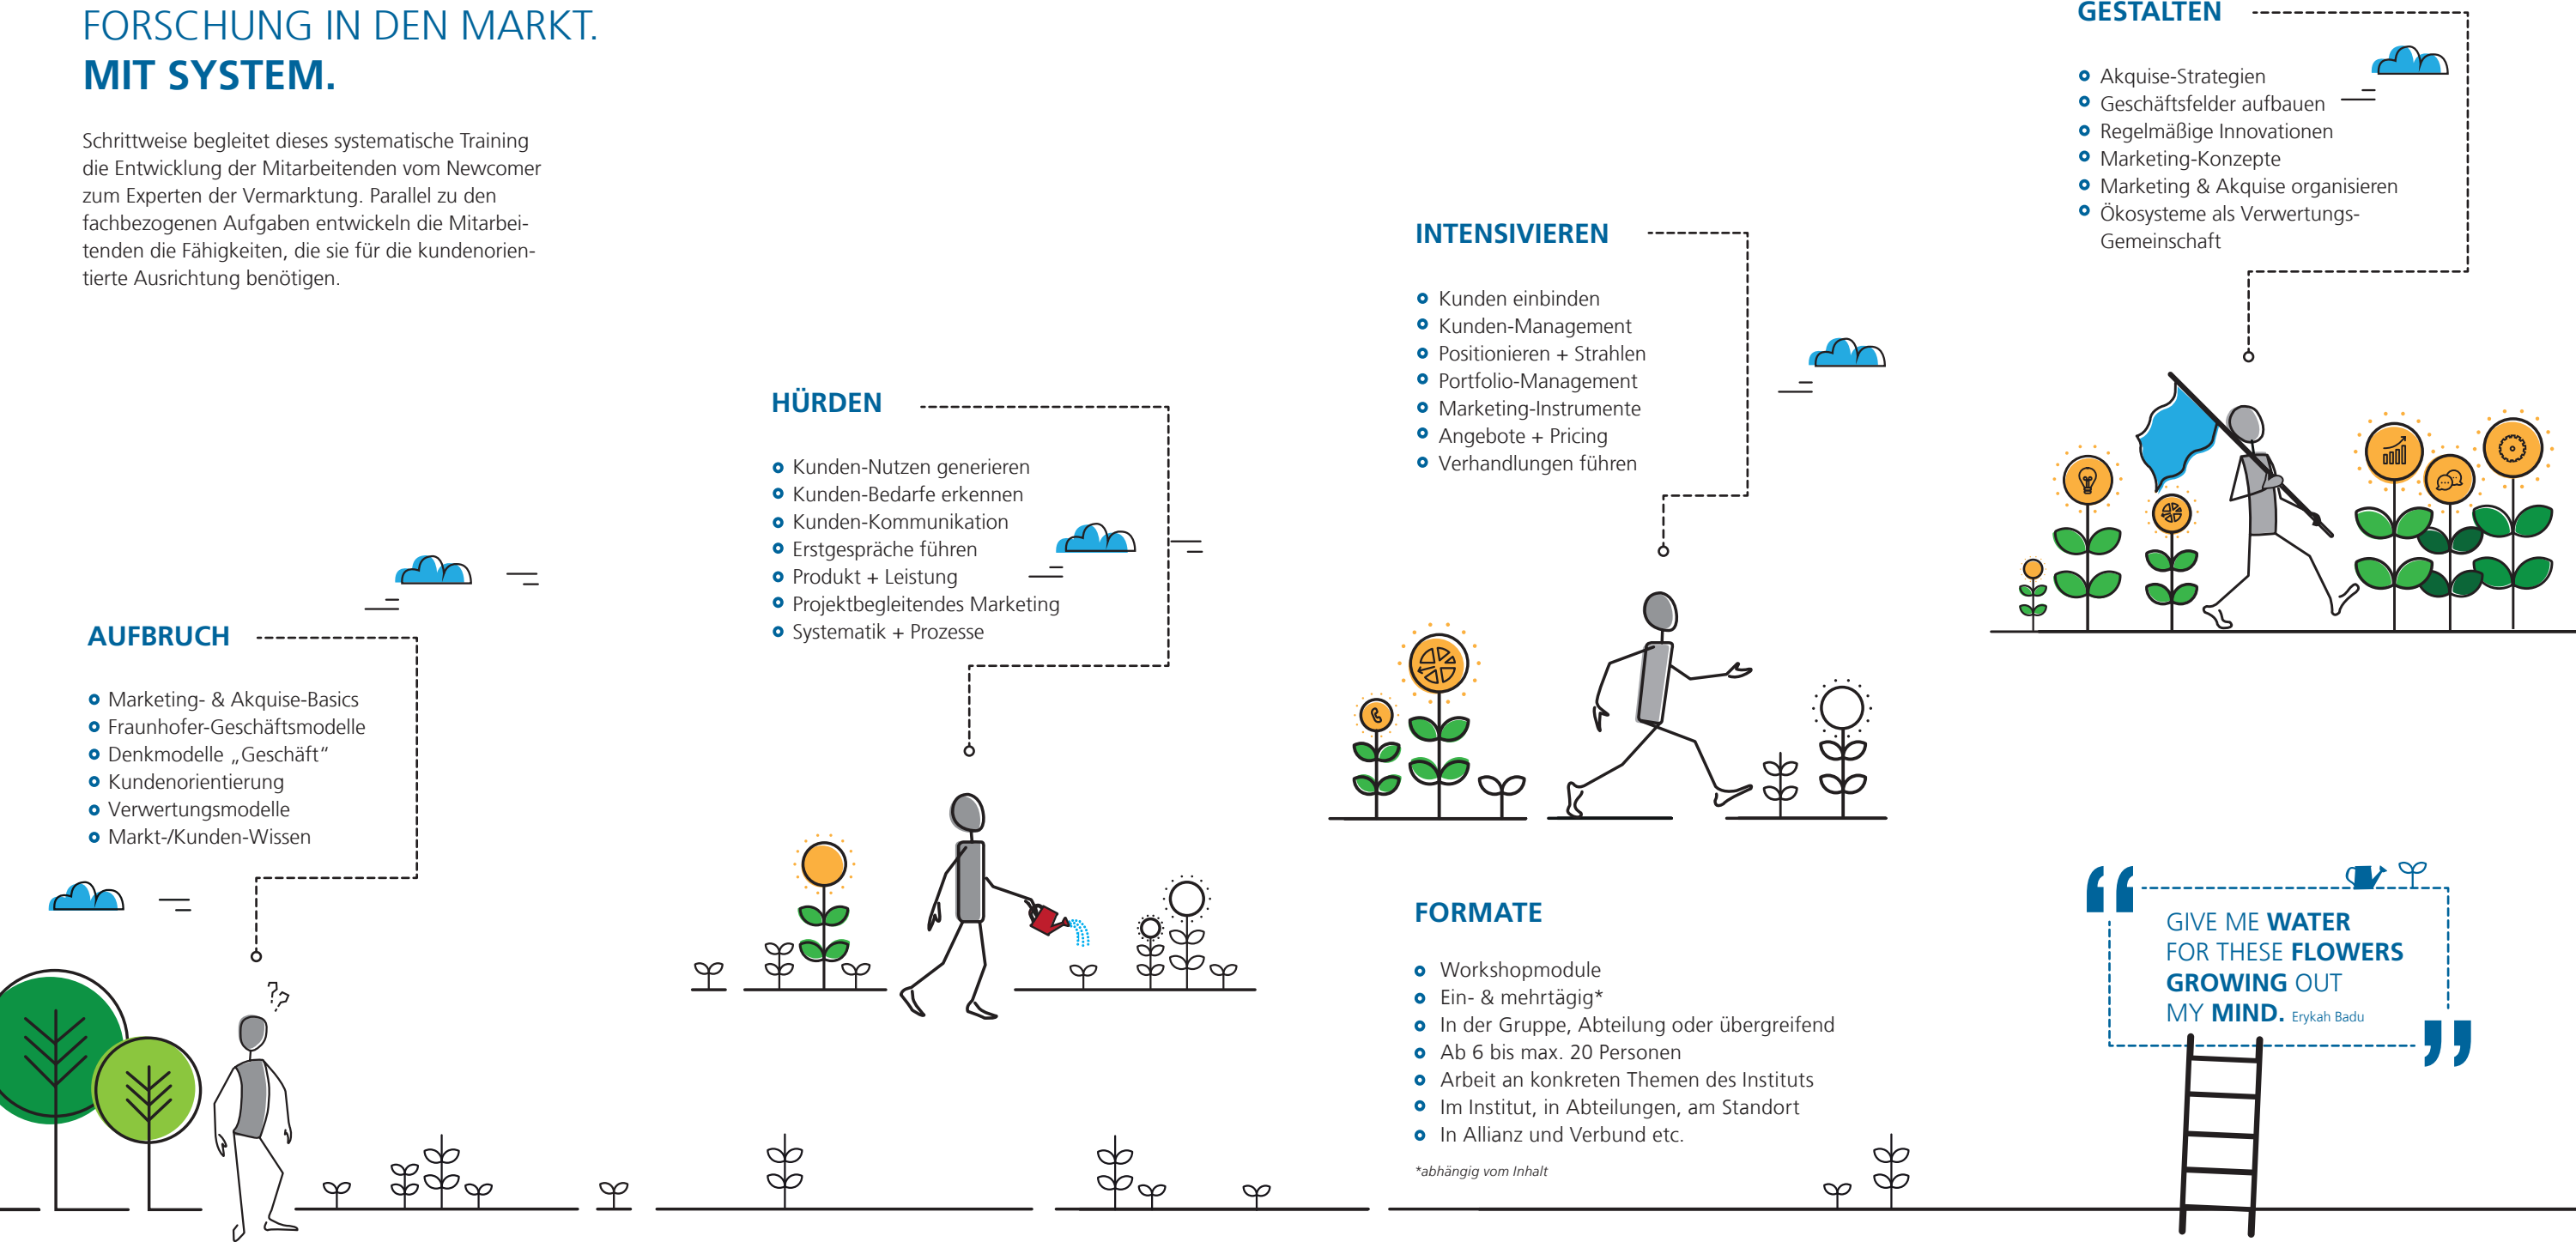 FORSCHUNG IN DEN MARKT.
MIT SYSTEM.
Schrittweise begleitet dieses systematische Training
die Entwicklung der Mitarbeitenden vom Newcomer
zum Experten der Vermarktung. Parallel zu den
fachbezogenen Aufgaben entwickeln die Mitarbei-
tenden die Fähigkeiten, die sie für die kundenorien-
tierte Ausrichtung benötigen.
AUFBRUCH
Marketing- & Akquise-Basics
Fraunhofer-Geschäftsmodelle
Denkmodelle „Geschäft“
Kundenorientierung
Verwertungsmodelle
Markt-/Kunden-Wissen
??
HÜRDEN
Kunden-Nutzen generieren
Kunden-Bedarfe erkennen
Kunden-Kommunikation
Erstgespräche führen
Produkt + Leistung
Projektbegleitendes Marketing
Systematik + Prozesse
INTENSIVIEREN
Kunden einbinden
Kunden-Management
Positionieren + Strahlen
Portfolio-Management
Marketing-Instrumente
Angebote + Pricing
Verhandlungen führen
GESTALTEN
Akquise-Strategien
Geschäftsfelder aufbauen
Regelmäßige Innovationen
Marketing-Konzepte
Marketing & Akquise organisieren
Ökosysteme als Verwertungs-
Gemeinschaft
FORMATE
Workshopmodule
Ein- & mehrtägig*
In der Gruppe, Abteilung oder übergreifend
Ab 6 bis max. 20 Personen
Arbeit an konkreten Themen des Instituts
Im Institut, in Abteilungen, am Standort
In Allianz und Verbund etc.
*abhängig vom Inhalt
“
GIVE ME WATER
FOR THESE FLOWERS
GROWING OUT
MY MIND. Erykah Badu
”